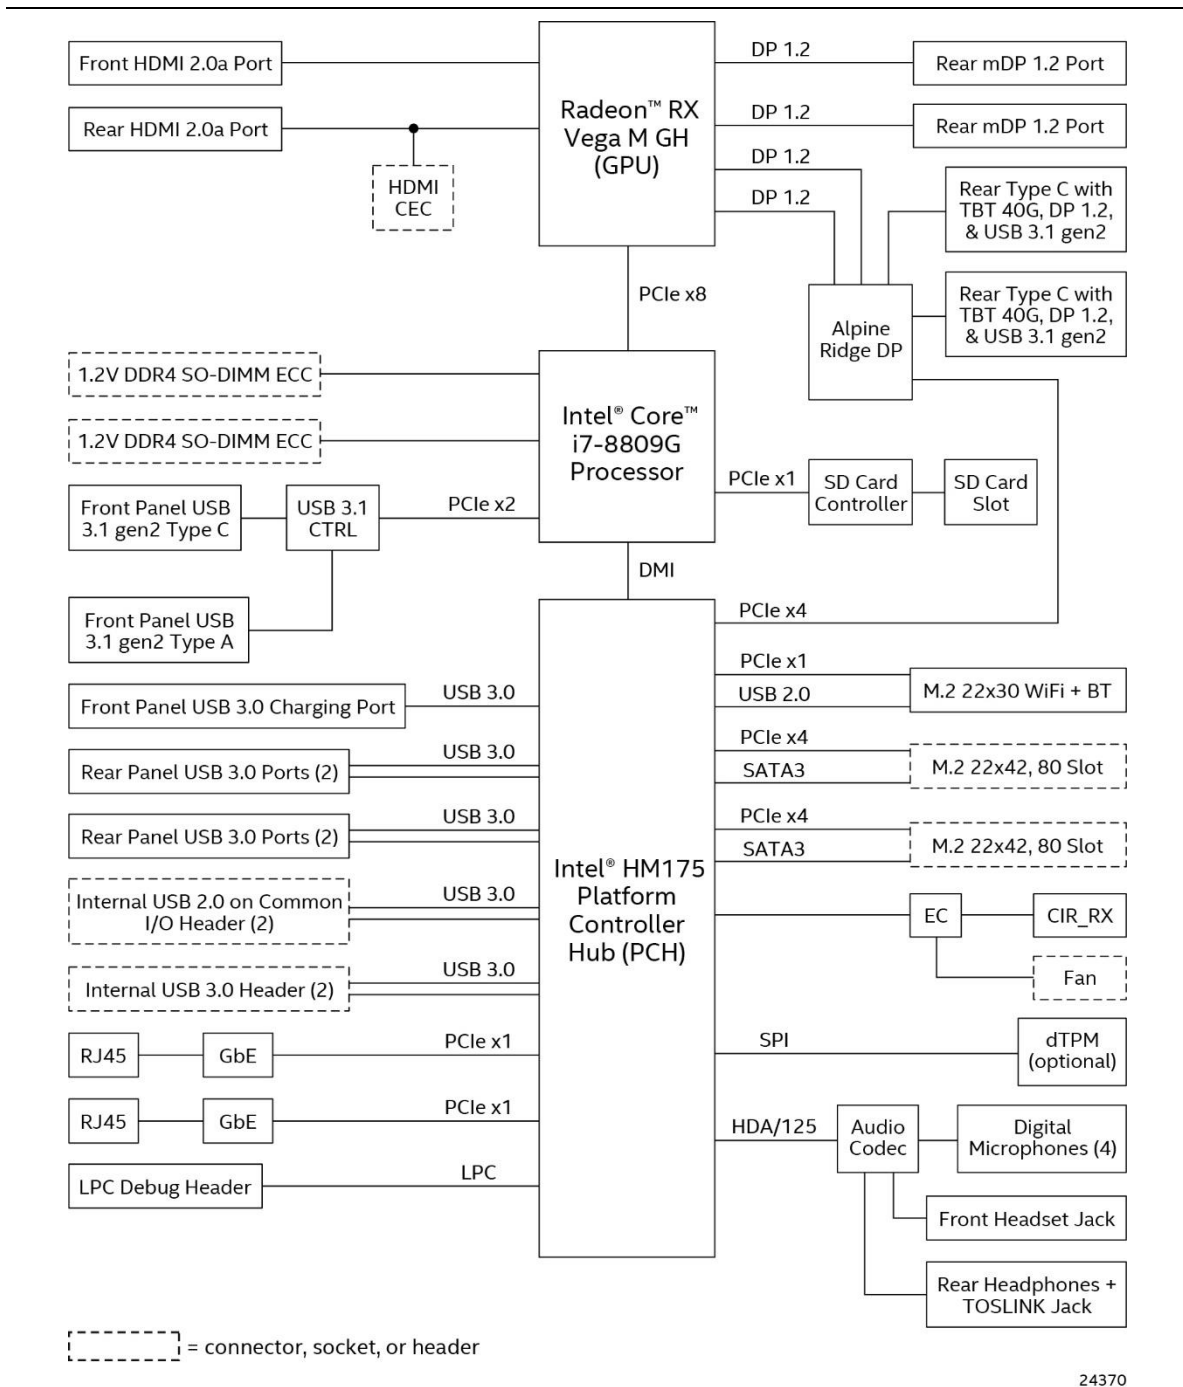 Front HDMI 2.0a Port
Rear HDMI 2.0a Port
HDMI
CEC
Radeon™ RX
Vega M GH
(GPU)
DP 1.2
Rear mDP 1.2 Port
DP 1.2
Rear mDP 1.2 Port
DP 1.2
DP 1.2
Rear Type C with
TBT 40G, DP 1.2,
& USB 3.1 gen2
Rear Type C with
TBT 40G, DP 1.2,
& USB 3.1 gen2
Alpine
Ridge DP
PCIe x8
1.2V DDR4 SO-DIMM ECC
1.2V DDR4 SO-DIMM ECC
Intel® Core™
i7-8809G
Processor
PCIe x1
SD Card
Controller
SD Card
Slot
Front Panel USB
3.1 gen2 Type C
USB 3.1
CTRL
PCIe x2
Front Panel USB
3.1 gen2 Type A
DMI
PCIe x4
PCIe x1
USB 2.0
M.2 22x30 WiFi + BT
Front Panel USB 3.0 Charging Port
USB 3.0
Rear Panel USB 3.0 Ports (2)
USB 3.0
PCIe x4
SATA3
M.2 22x42, 80 Slot
Rear Panel USB 3.0 Ports (2)
USB 3.0
PCIe x4
SATA3
M.2 22x42, 80 Slot
Intel® HM175
Platform
Controller
Hub (PCH)
Internal USB 2.0 on Common
I/O Header (2)
USB 3.0
EC
CIR_RX
Fan
Internal USB 3.0 Header (2)
USB 3.0
RJ45
GbE
PCIe x1
SPI
dTPM
(optional)
RJ45
GbE
PCIe x1
HDA/125
Audio
Codec
Digital
Microphones (4)
LPC Debug Header
LPC
Front Headset Jack
Rear Headphones +
TOSLINK Jack
= connector, socket, or header
24370